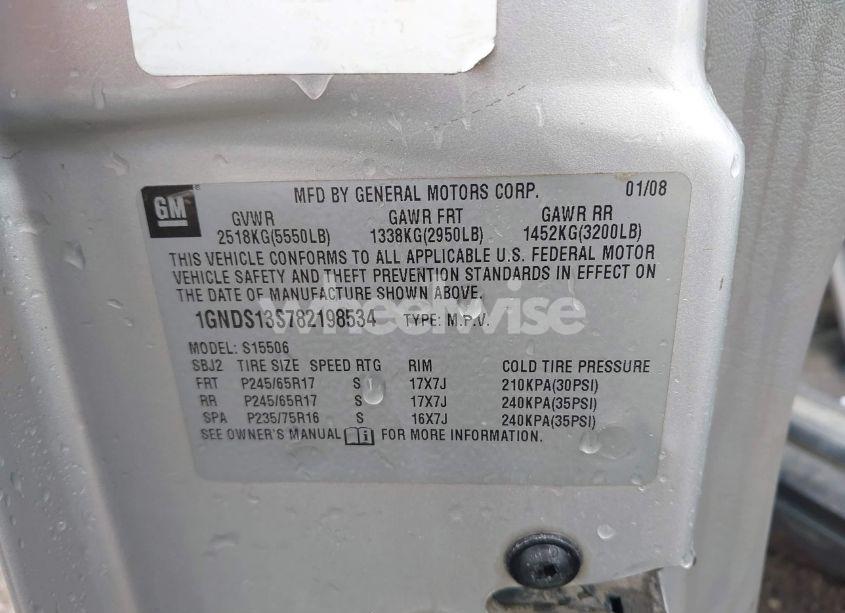 GM ® MFD BY GENERAL MOTORS CORP. 01/08
GVWR GAWR FRT GAWR RR
2518KG(5550LB) 1338KG(2950LB) 1452KG(3200LB)
THIS VEHICLE CONFORMS TO ALL APPLICABLE U.S. FEDERAL MOTOR
VEHICLE SAFETY AND THEFT PREVENTION STANDARDS IN EFFECT ON
THE DATE OF MANUFACTURE SHOWN ABOVE.
wheelwise
1GNDS13S782198534 TYPE: M.P.V.
MODEL: S15506
SBJ2 TIRE SIZE SPEED RTG RIM COLD TIRE PRESSURE
FRT P245/65R17 S 17X7J 210KPA(30PSI)
RR P245/65R17 S 17X7J 240KPA(35PSI)
SPA P235/75R16 S 16X7J 240KPA(35PSI)
SEE OWNER'S MANUAL FOR MORE INFORMATION.